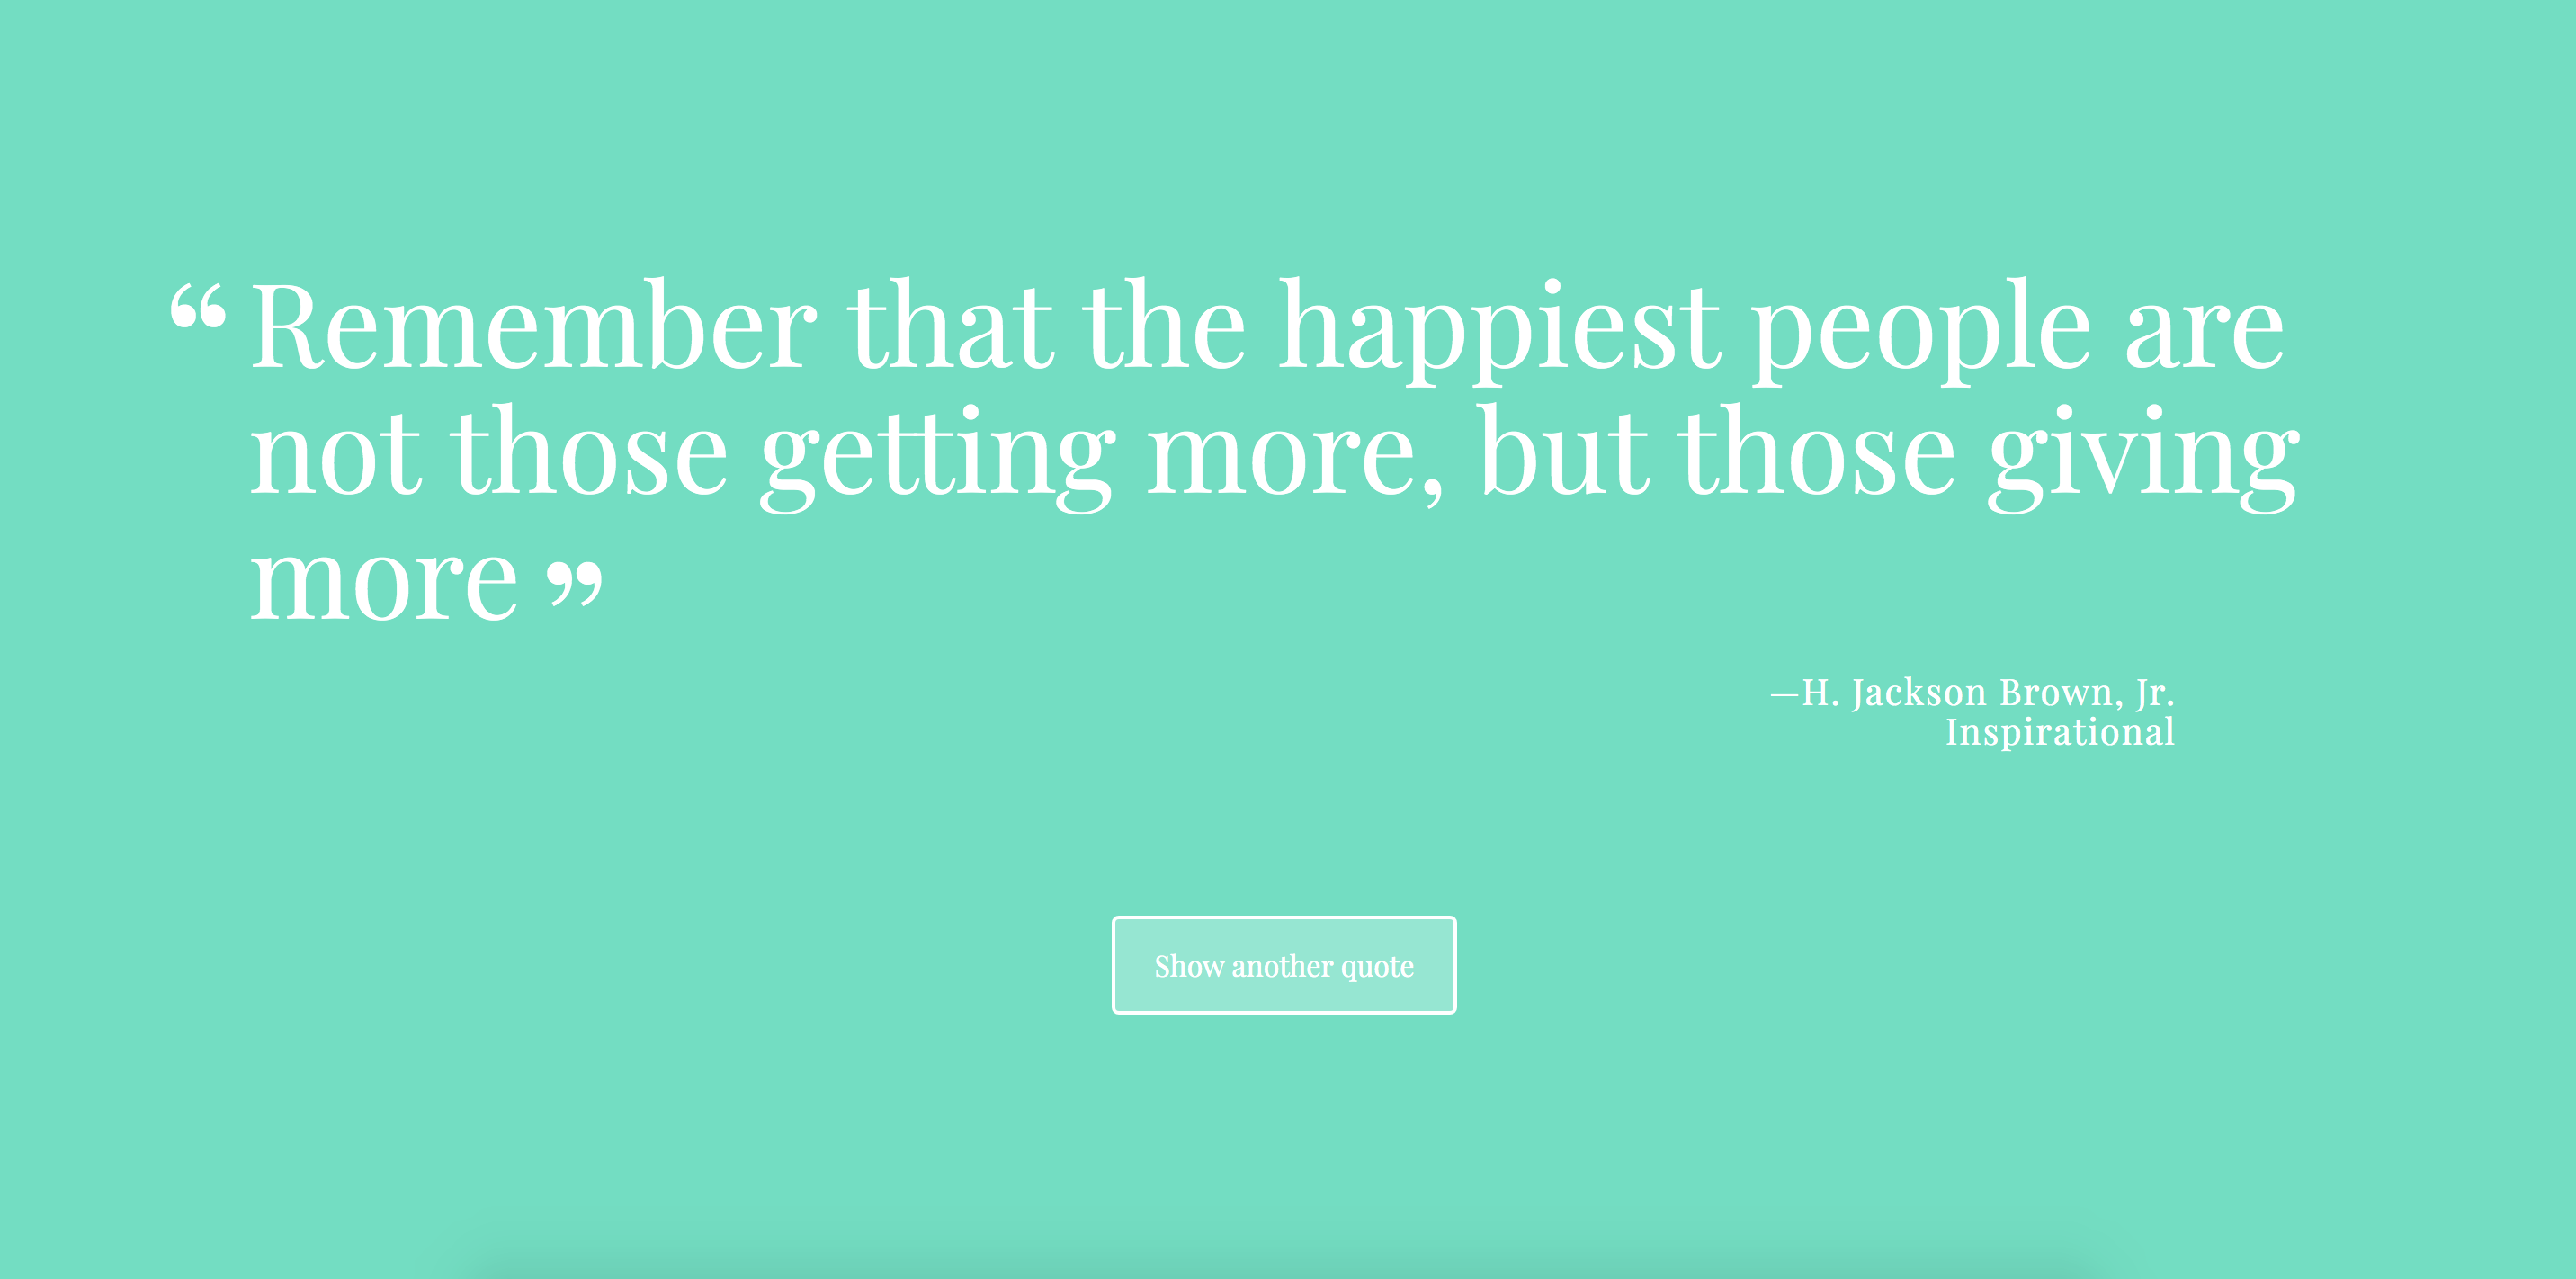 “ Remember that the happiest people are
not those getting more, but those giving
more ”
—H. Jackson Brown, Jr.
Inspirational
Show another quote